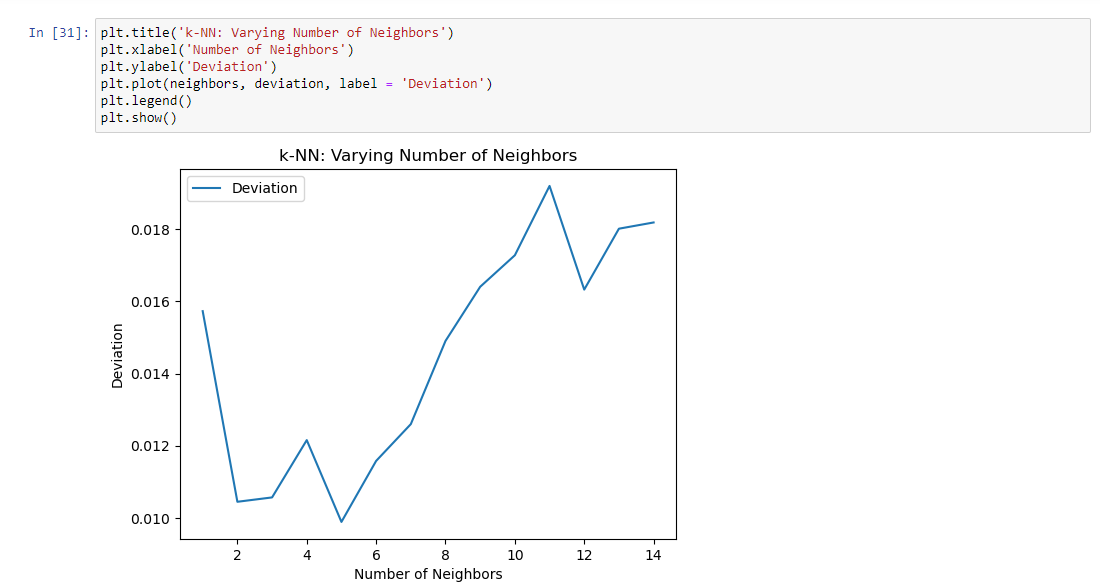 In [31]: plt.title('k-NN: Varying Number of Neighbors')
plt.xlabel('Number of Neighbors')
plt.ylabel('Deviation')
plt.plot(neighbors, deviation, label = 'Deviation')
plt.legend()
plt.show()
k-NN: Varying Number of Neighbors
Deviation
0.018
0.016
0.014
0.012
0.010
Deviation
2 4 6 8 10 12 14
Number of Neighbors